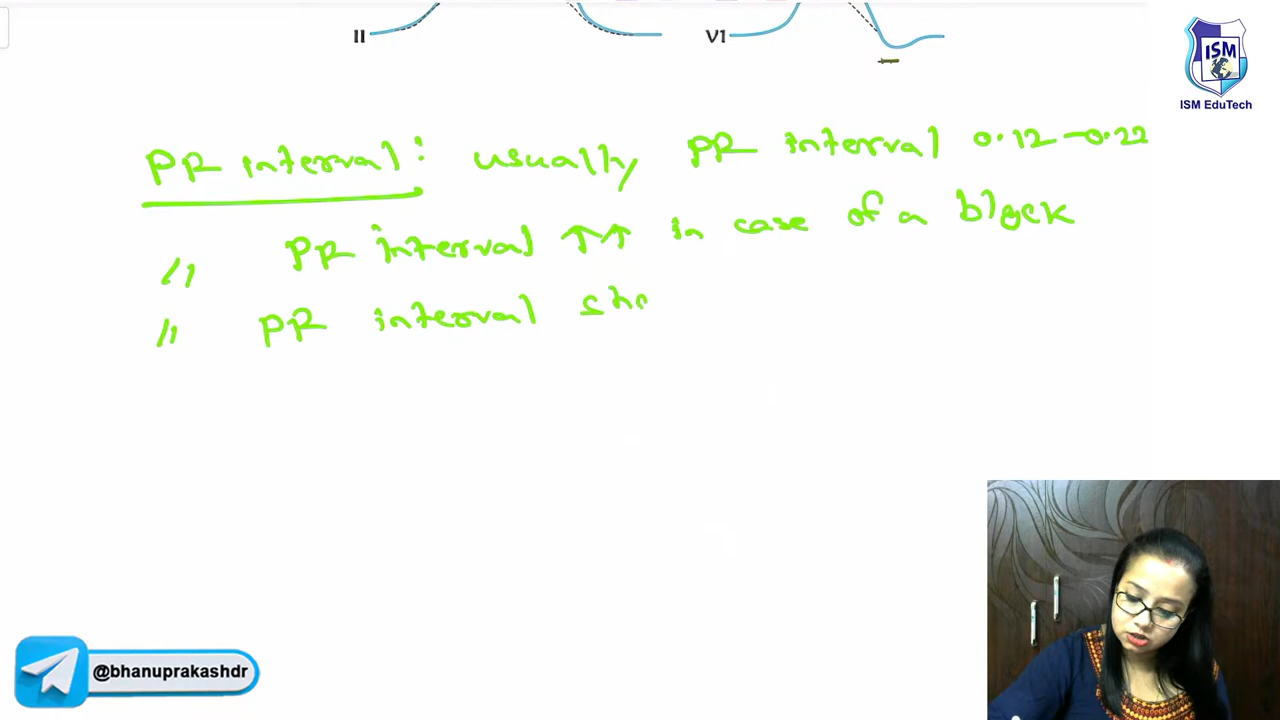 II
V1
ISM
ISM EduTech
PR interval: usually PR interval 0.12-0.22
// PR interval ↑↑ in case of a block
// PR interval sho
@bhanuprakashdr